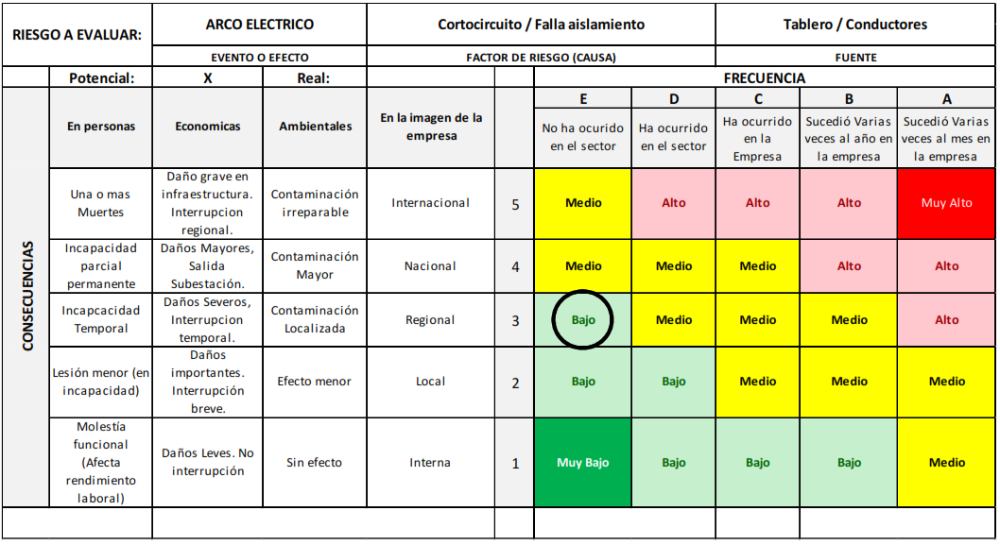 RIESGO A EVALUAR:
ARCO ELECTRICO
Cortocircuito / Falla aislamiento
Tablero / Conductores
EVENTO O EFECTO
FACTOR DE RIESGO (CAUSA)
FUENTE
Potencial:
X
Real:
FRECUENCIA
CONSECUENCIAS
En personas
Economicas
Ambientales
En la imagen de la
empresa
E
D
C
B
A
No ha ocurido
en el sector
Ha ocurrido
en el sector
Ha ocurrido
en la
Empresa
Sucedió Varias
veces al año en
la empresa
Sucedió Varias
veces al mes en
la empresa
Una o mas
Muertes
Daño grave en
infraestructura.
Interrupcion
regional.
Contaminación
irreparable
Internacional
5
Medio
Alto
Alto
Alto
Muy Alto
Incapacidad
parcial
permanente
Daños Mayores,
Salida
Subestación.
Contaminación
Mayor
Nacional
4
Medio
Medio
Medio
Alto
Alto
Incapcacidad
Temporal
Daños Severos,
Interrupcion
temporal.
Contaminación
Localizada
Regional
3
Bajo
Medio
Medio
Medio
Alto
Lesión menor (en
incapacidad)
Daños
importantes.
Interrupción
breve.
Efecto menor
Local
2
Bajo
Bajo
Medio
Medio
Medio
Molestía
funcional
(Afecta
rendimiento
laboral)
Daños Leves. No
interrupción
Sin efecto
Interna
1
Muy Bajo
Bajo
Bajo
Bajo
Medio